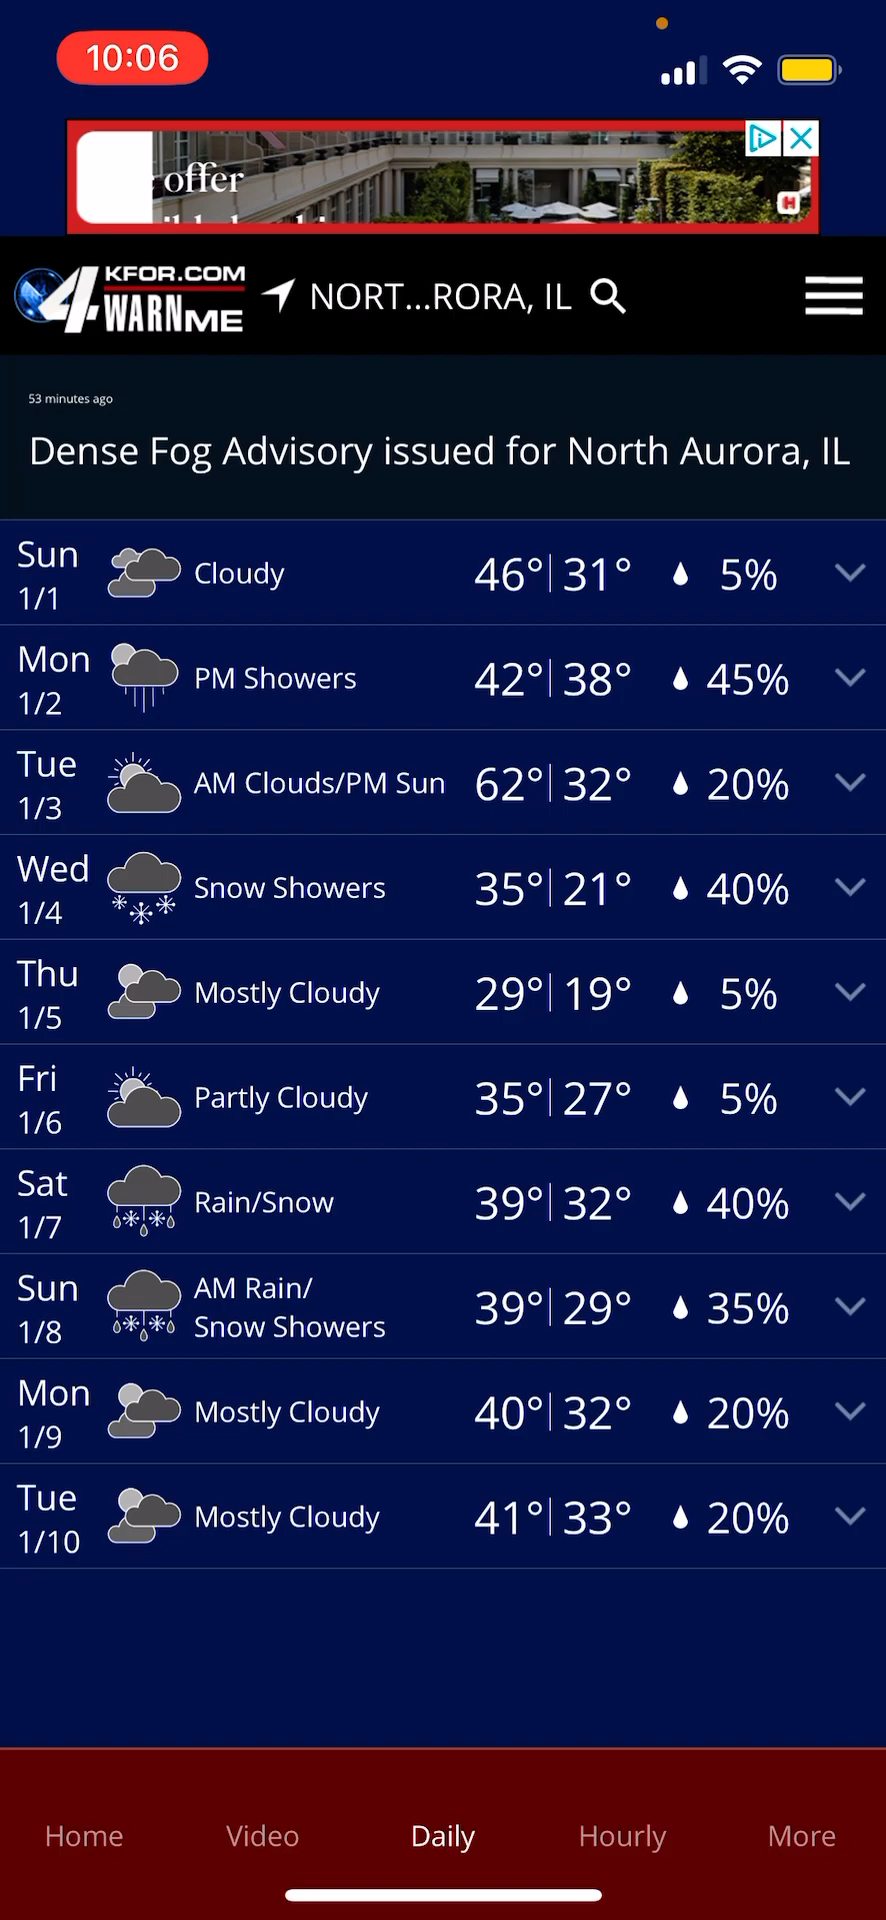 10:06
offer
4 KFOR.COM
WARN ME
NORT...RORA, IL
53 minutes ago
Dense Fog Advisory issued for North Aurora, IL
Sun 1/1 Cloudy 46° 31° 5%
Mon 1/2 PM Showers 42° 38° 45%
Tue 1/3 AM Clouds/PM Sun 62° 32° 20%
Wed 1/4 Snow Showers 35° 21° 40%
Thu 1/5 Mostly Cloudy 29° 19° 5%
Fri 1/6 Partly Cloudy 35° 27° 5%
Sat 1/7 Rain/Snow 39° 32° 40%
Sun 1/8 AM Rain/
Snow Showers 39° 29° 35%
Mon 1/9 Mostly Cloudy 40° 32° 20%
Tue 1/10 Mostly Cloudy 41° 33° 20%
Home Video Daily Hourly More